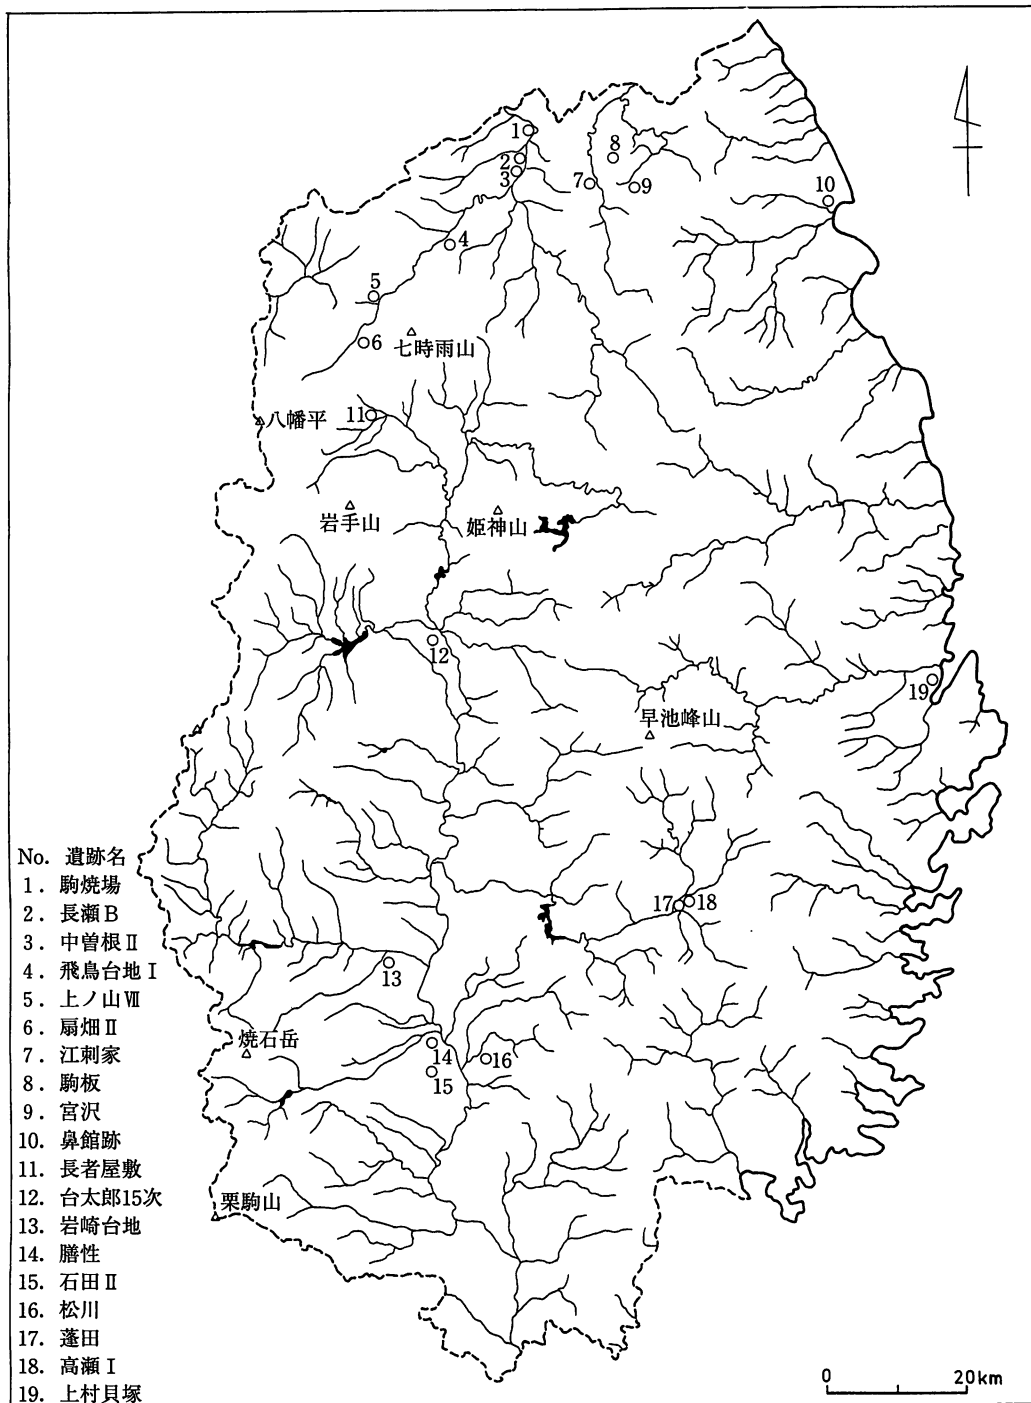 1
2
3
4
5
6
7
8
9
10
七時雨山
11
八幡平
岩手山
姫神山
12
19
早池峰山
17
18
13
焼石岳
14
15
16
栗駒山
No. 遺跡名
1. 駒焼場
2. 長瀬B
3. 中曽根Ⅱ
4. 飛鳥台地Ⅰ
5. 上ノ山Ⅶ
6. 扇畑Ⅱ
7. 江刺家
8. 駒板
9. 宮沢
10. 鼻館跡
11. 長者屋敷
12. 台太郎15次
13. 岩崎台地
14. 膳性
15. 石田Ⅱ
16. 松川
17. 蓬田
18. 高瀬Ⅰ
19. 上村貝塚
0 20km